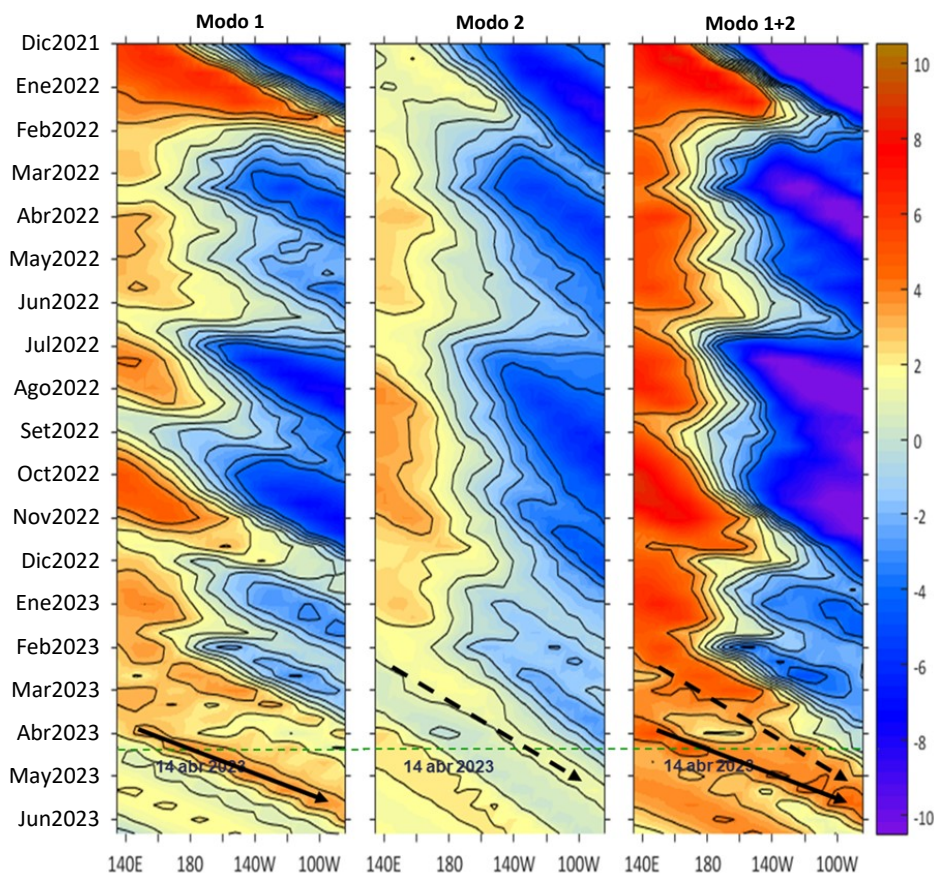 Modo 1
Modo 2
Modo 1+2
Dic2021
Ene2022
Feb2022
Mar2022
Abr2022
May2022
Jun2022
Jul2022
Ago2022
Set2022
Oct2022
Nov2022
Dic2022
Ene2023
Feb2023
Mar2023
Abr2023
May2023
Jun2023
14 abr 2023
14 abr 2023
14 abr 2023
140E 180 140W 100W
140E 180 140W 100W
140E 180 140W 100W
10
8
6
4
2
0
-2
-4
-6
-8
-10